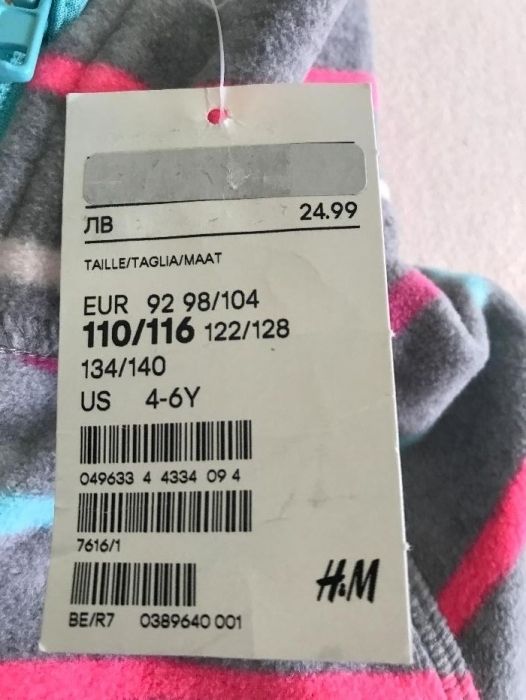 ЛВ 24.99
TAILLE/TAGLIA/MAAT
EUR 92 98/104
110/116 122/128
134/140
US 4-6Y
049633 4 4334 09 4
7616/1
H&M
BE/R7 0389640 001